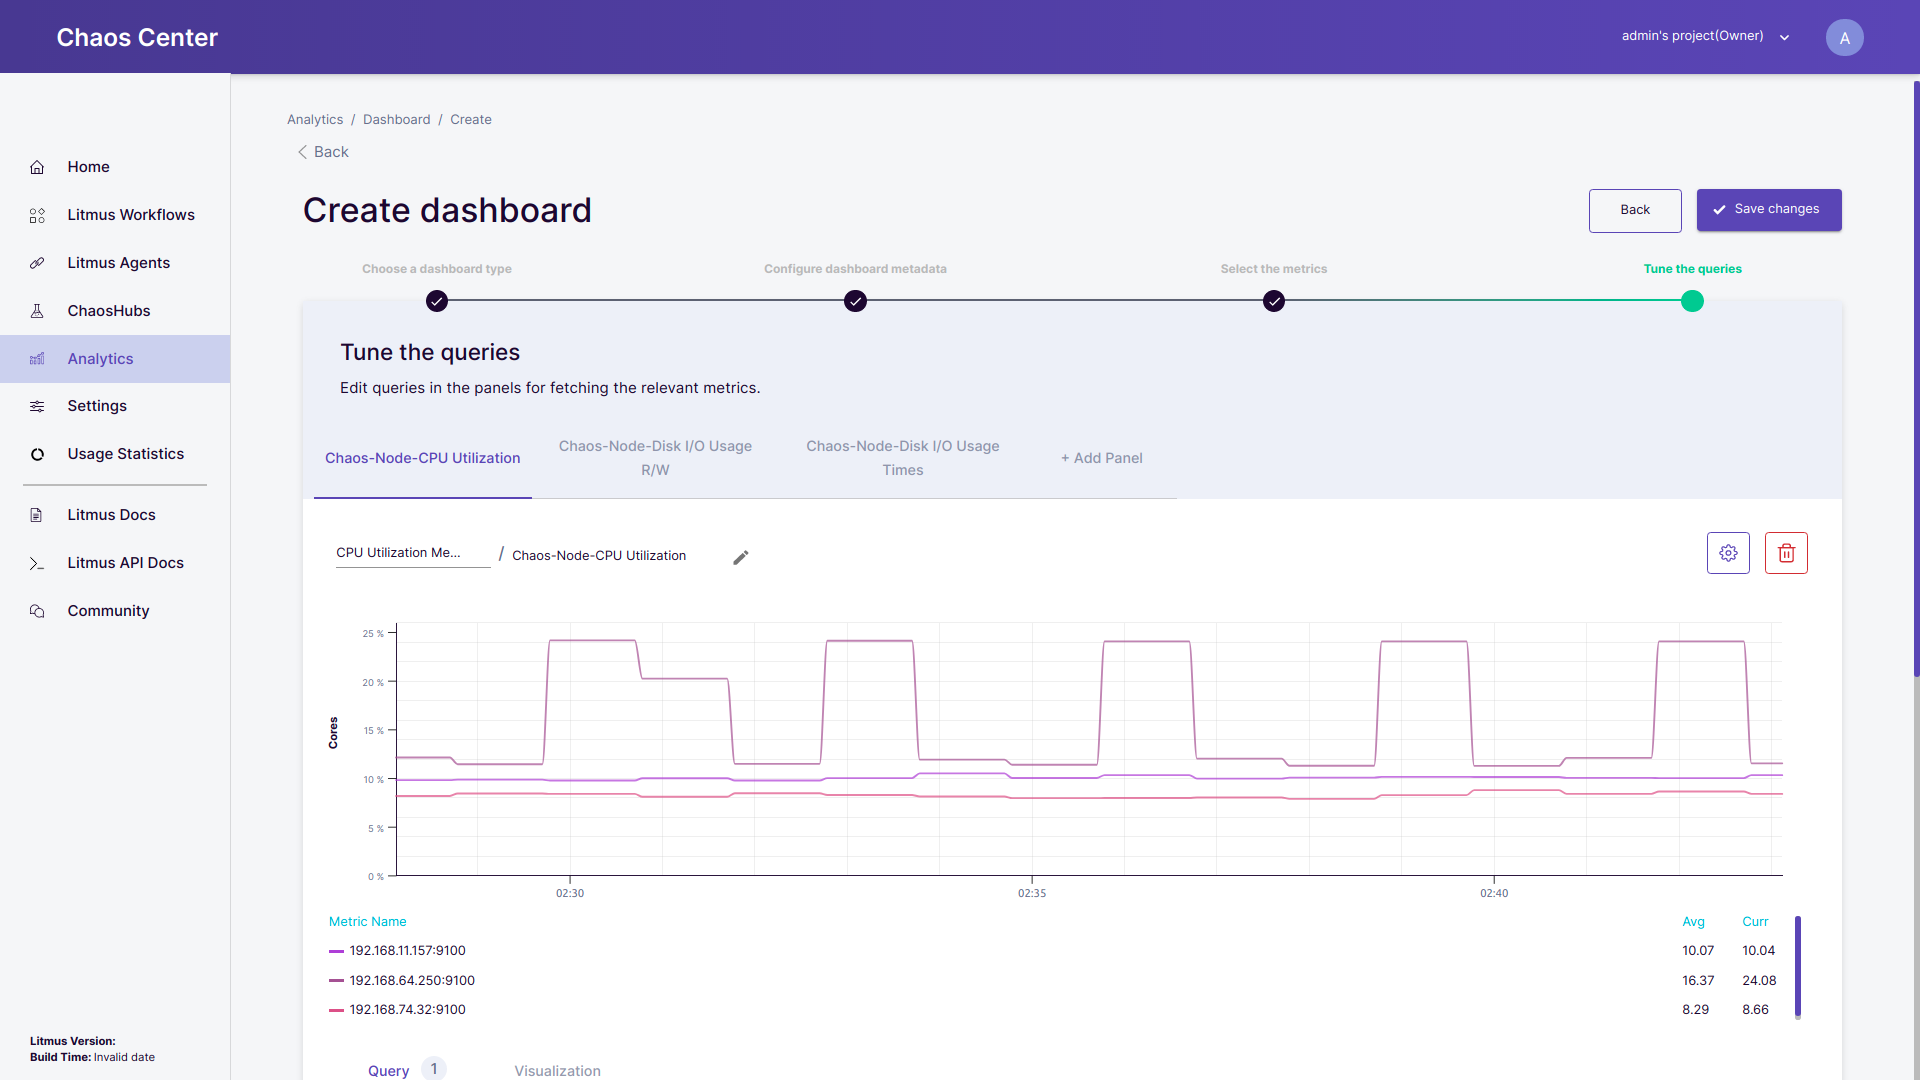 Chaos Center
admin's project(Owner)
A
Home
Litmus Workflows
Litmus Agents
ChaosHubs
Analytics
Settings
Usage Statistics
Litmus Docs
Litmus API Docs
Community
Litmus Version:
Build Time: Invalid date
Analytics / Dashboard / Create
Back
Create dashboard
Back
Save changes
Choose a dashboard type
Configure dashboard metadata
Select the metrics
Tune the queries
Tune the queries
Edit queries in the panels for fetching the relevant metrics.
Chaos-Node-CPU Utilization
Chaos-Node-Disk I/O Usage
R/W
Chaos-Node-Disk I/O Usage
Times
+ Add Panel
CPU Utilization Me... / Chaos-Node-CPU Utilization
Cores
25 %
20 %
15 %
10 %
5 %
0 %
02:30
02:35
02:40
Metric Name Avg Curr
192.168.11.157:9100 10.07 10.04
192.168.64.250:9100 16.37 24.08
192.168.74.32:9100 8.29 8.66
Query 1
Visualization